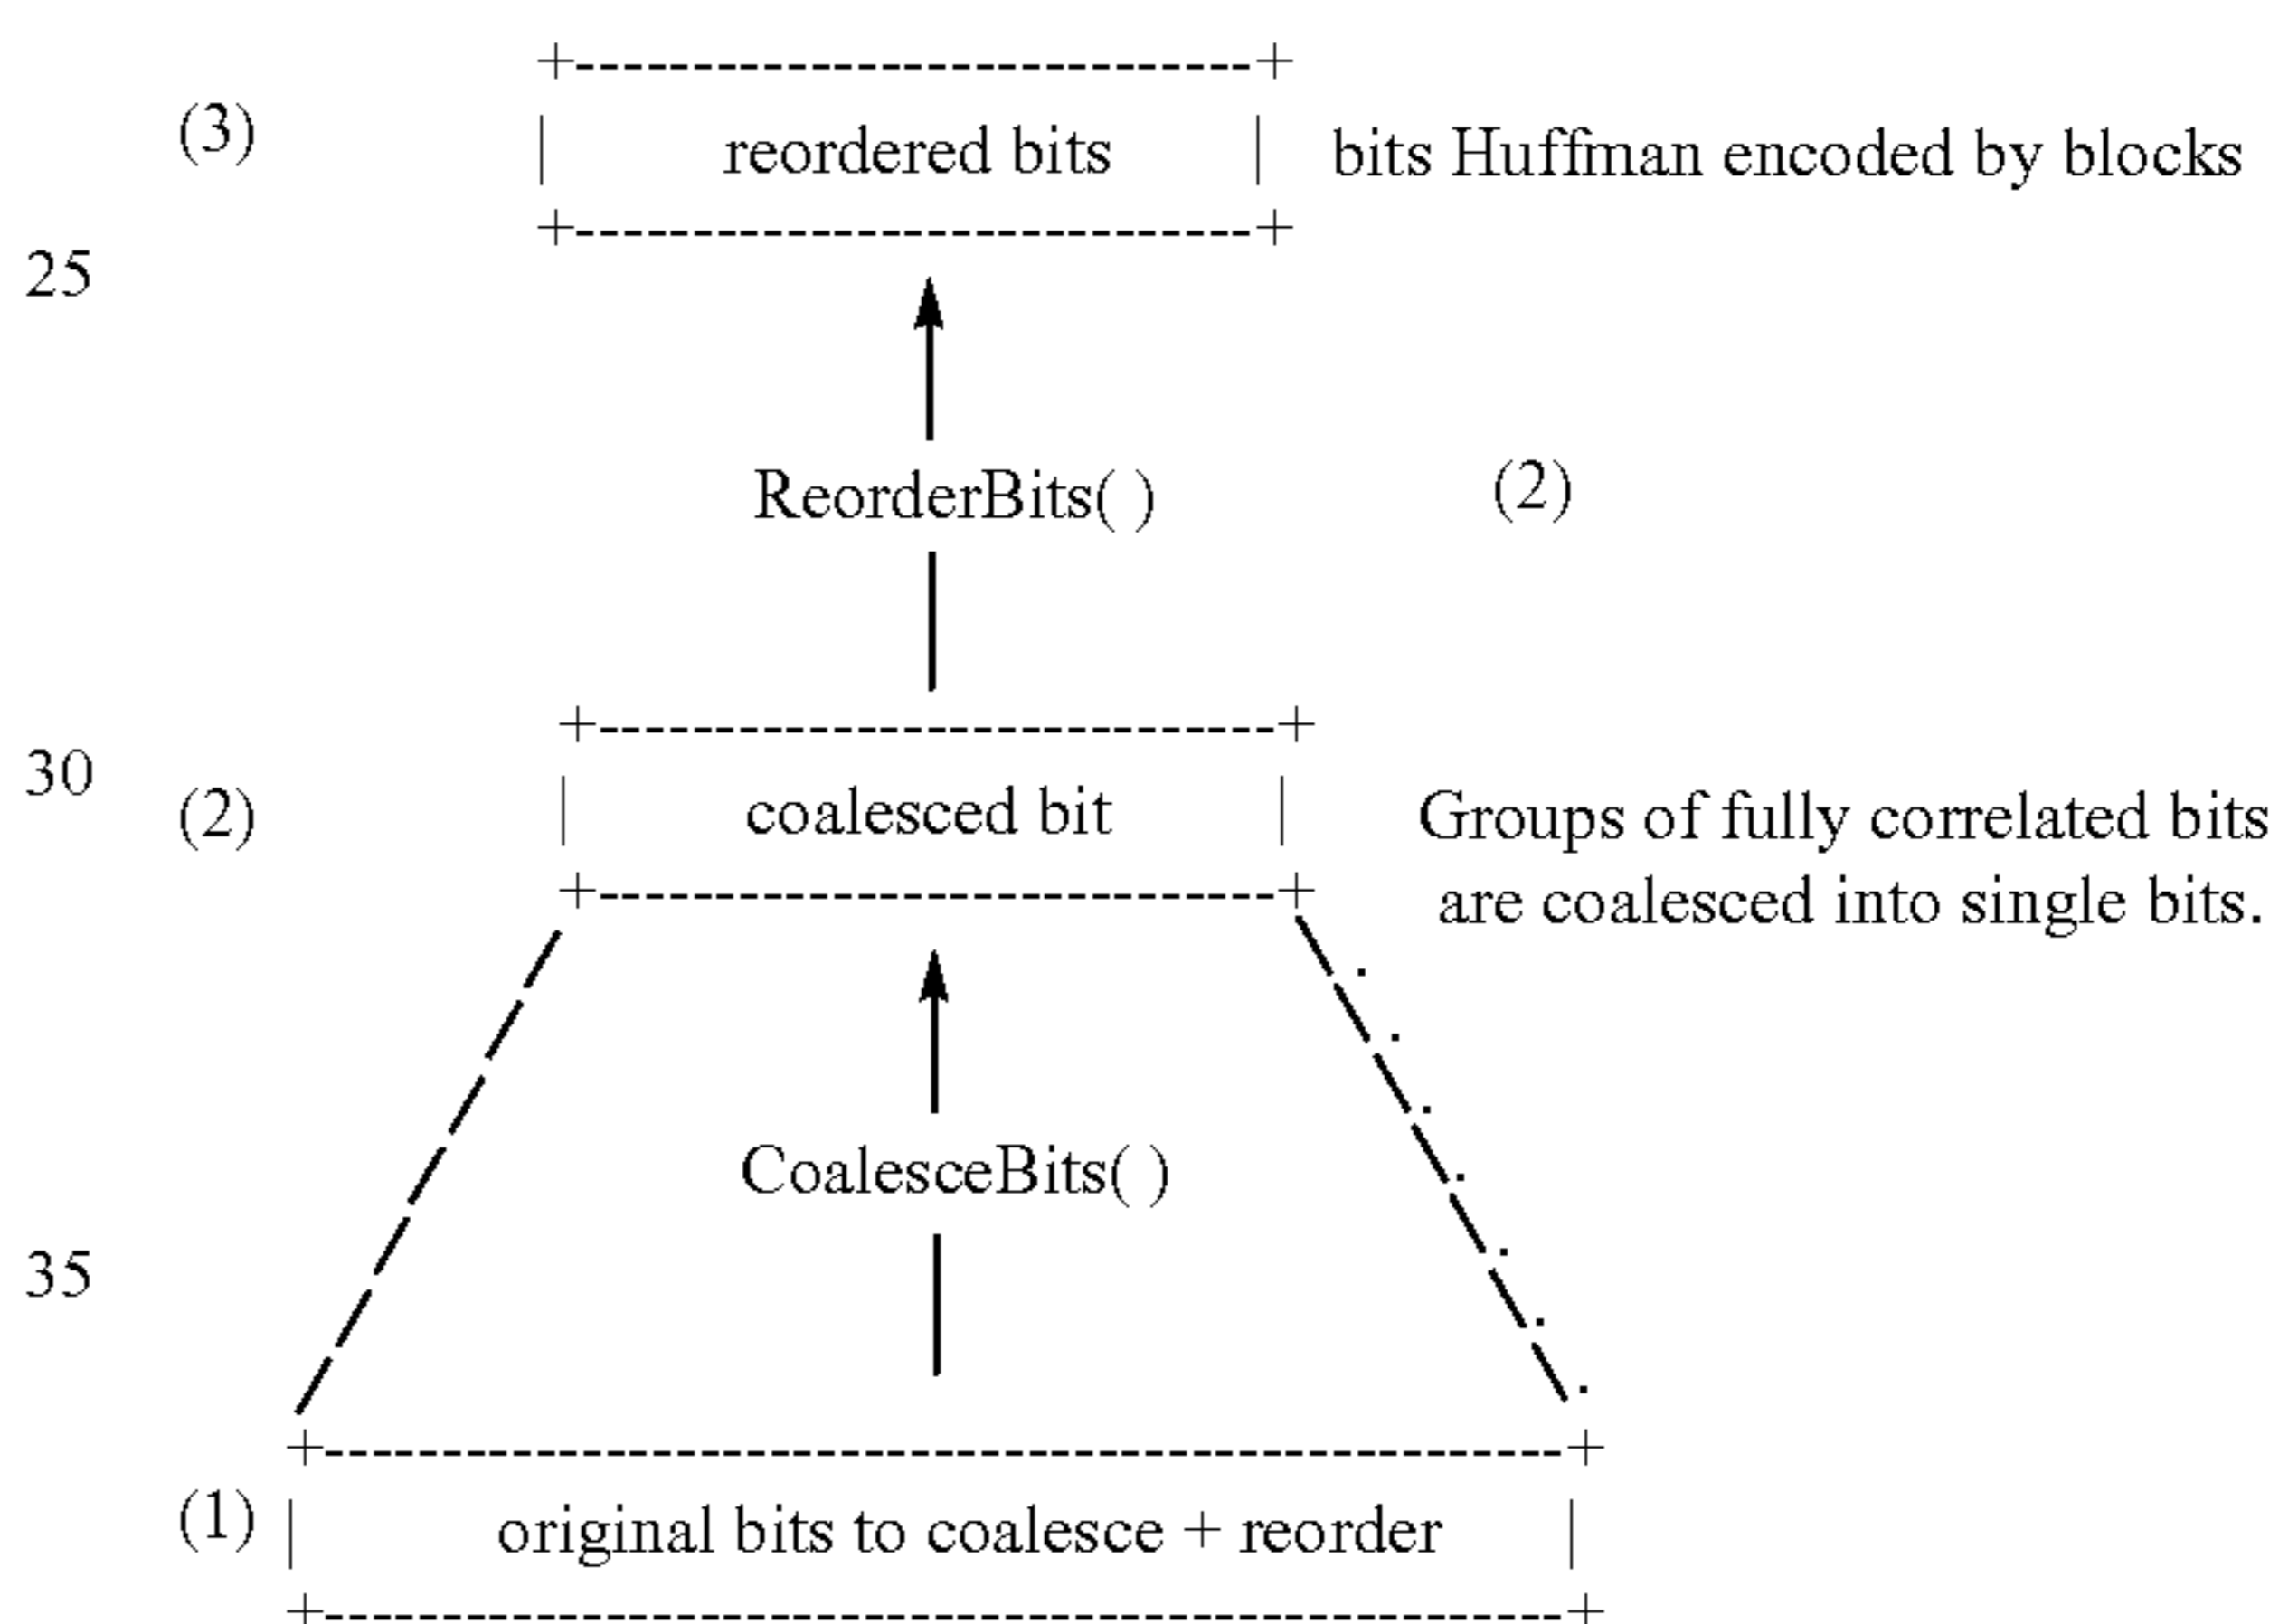 +-----------------------------+
(3) | reordered bits | bits Huffman encoded by blocks
+-----------------------------+
25
ReorderBits( ) (2)
+-----------------------------+
30
(2) | coalesced bit | Groups of fully correlated bits
+-----------------------------+ are coalesced into single bits.
CoalesceBits( )
35
+-----------------------------------------------------+
(1) | original bits to coalesce + reorder |
+-----------------------------------------------------+